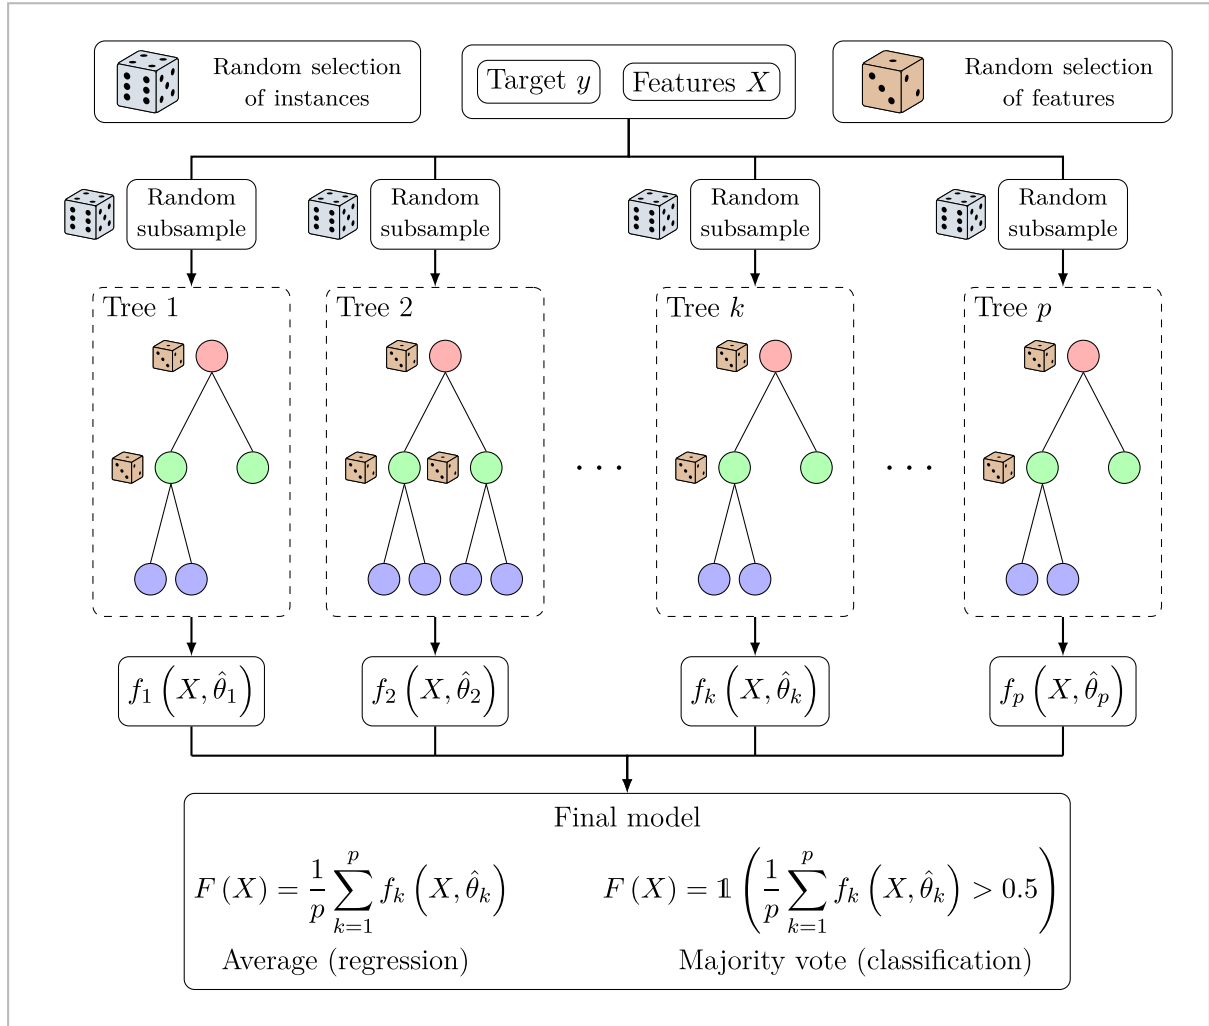 Random selection
of instances
Target y
Features X
Random selection
of features
Random
subsample
Random
subsample
Random
subsample
Random
subsample
Tree 1
Tree 2
Tree k
Tree p
· · ·
· · ·
f₁ (X, θ̂₁)
f₂ (X, θ̂₂)
fₖ (X, θ̂ₖ)
fₚ (X, θ̂ₚ)
Final model
F (X) = 1/p ∑ₖ₌₁ᵖ fₖ (X, θ̂ₖ)
F (X) = 𝟙 (1/p ∑ₖ₌₁ᵖ fₖ (X, θ̂ₖ) > 0.5)
Average (regression)
Majority vote (classification)